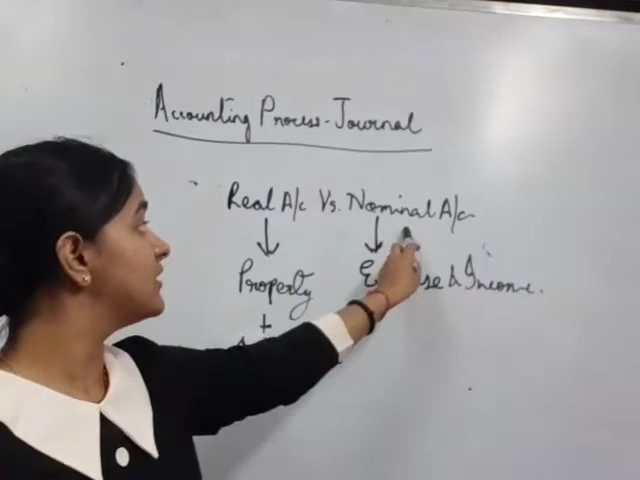 Accounting Process-Journal
Real A/c Vs. Nominal A/c
Property & Income.
+